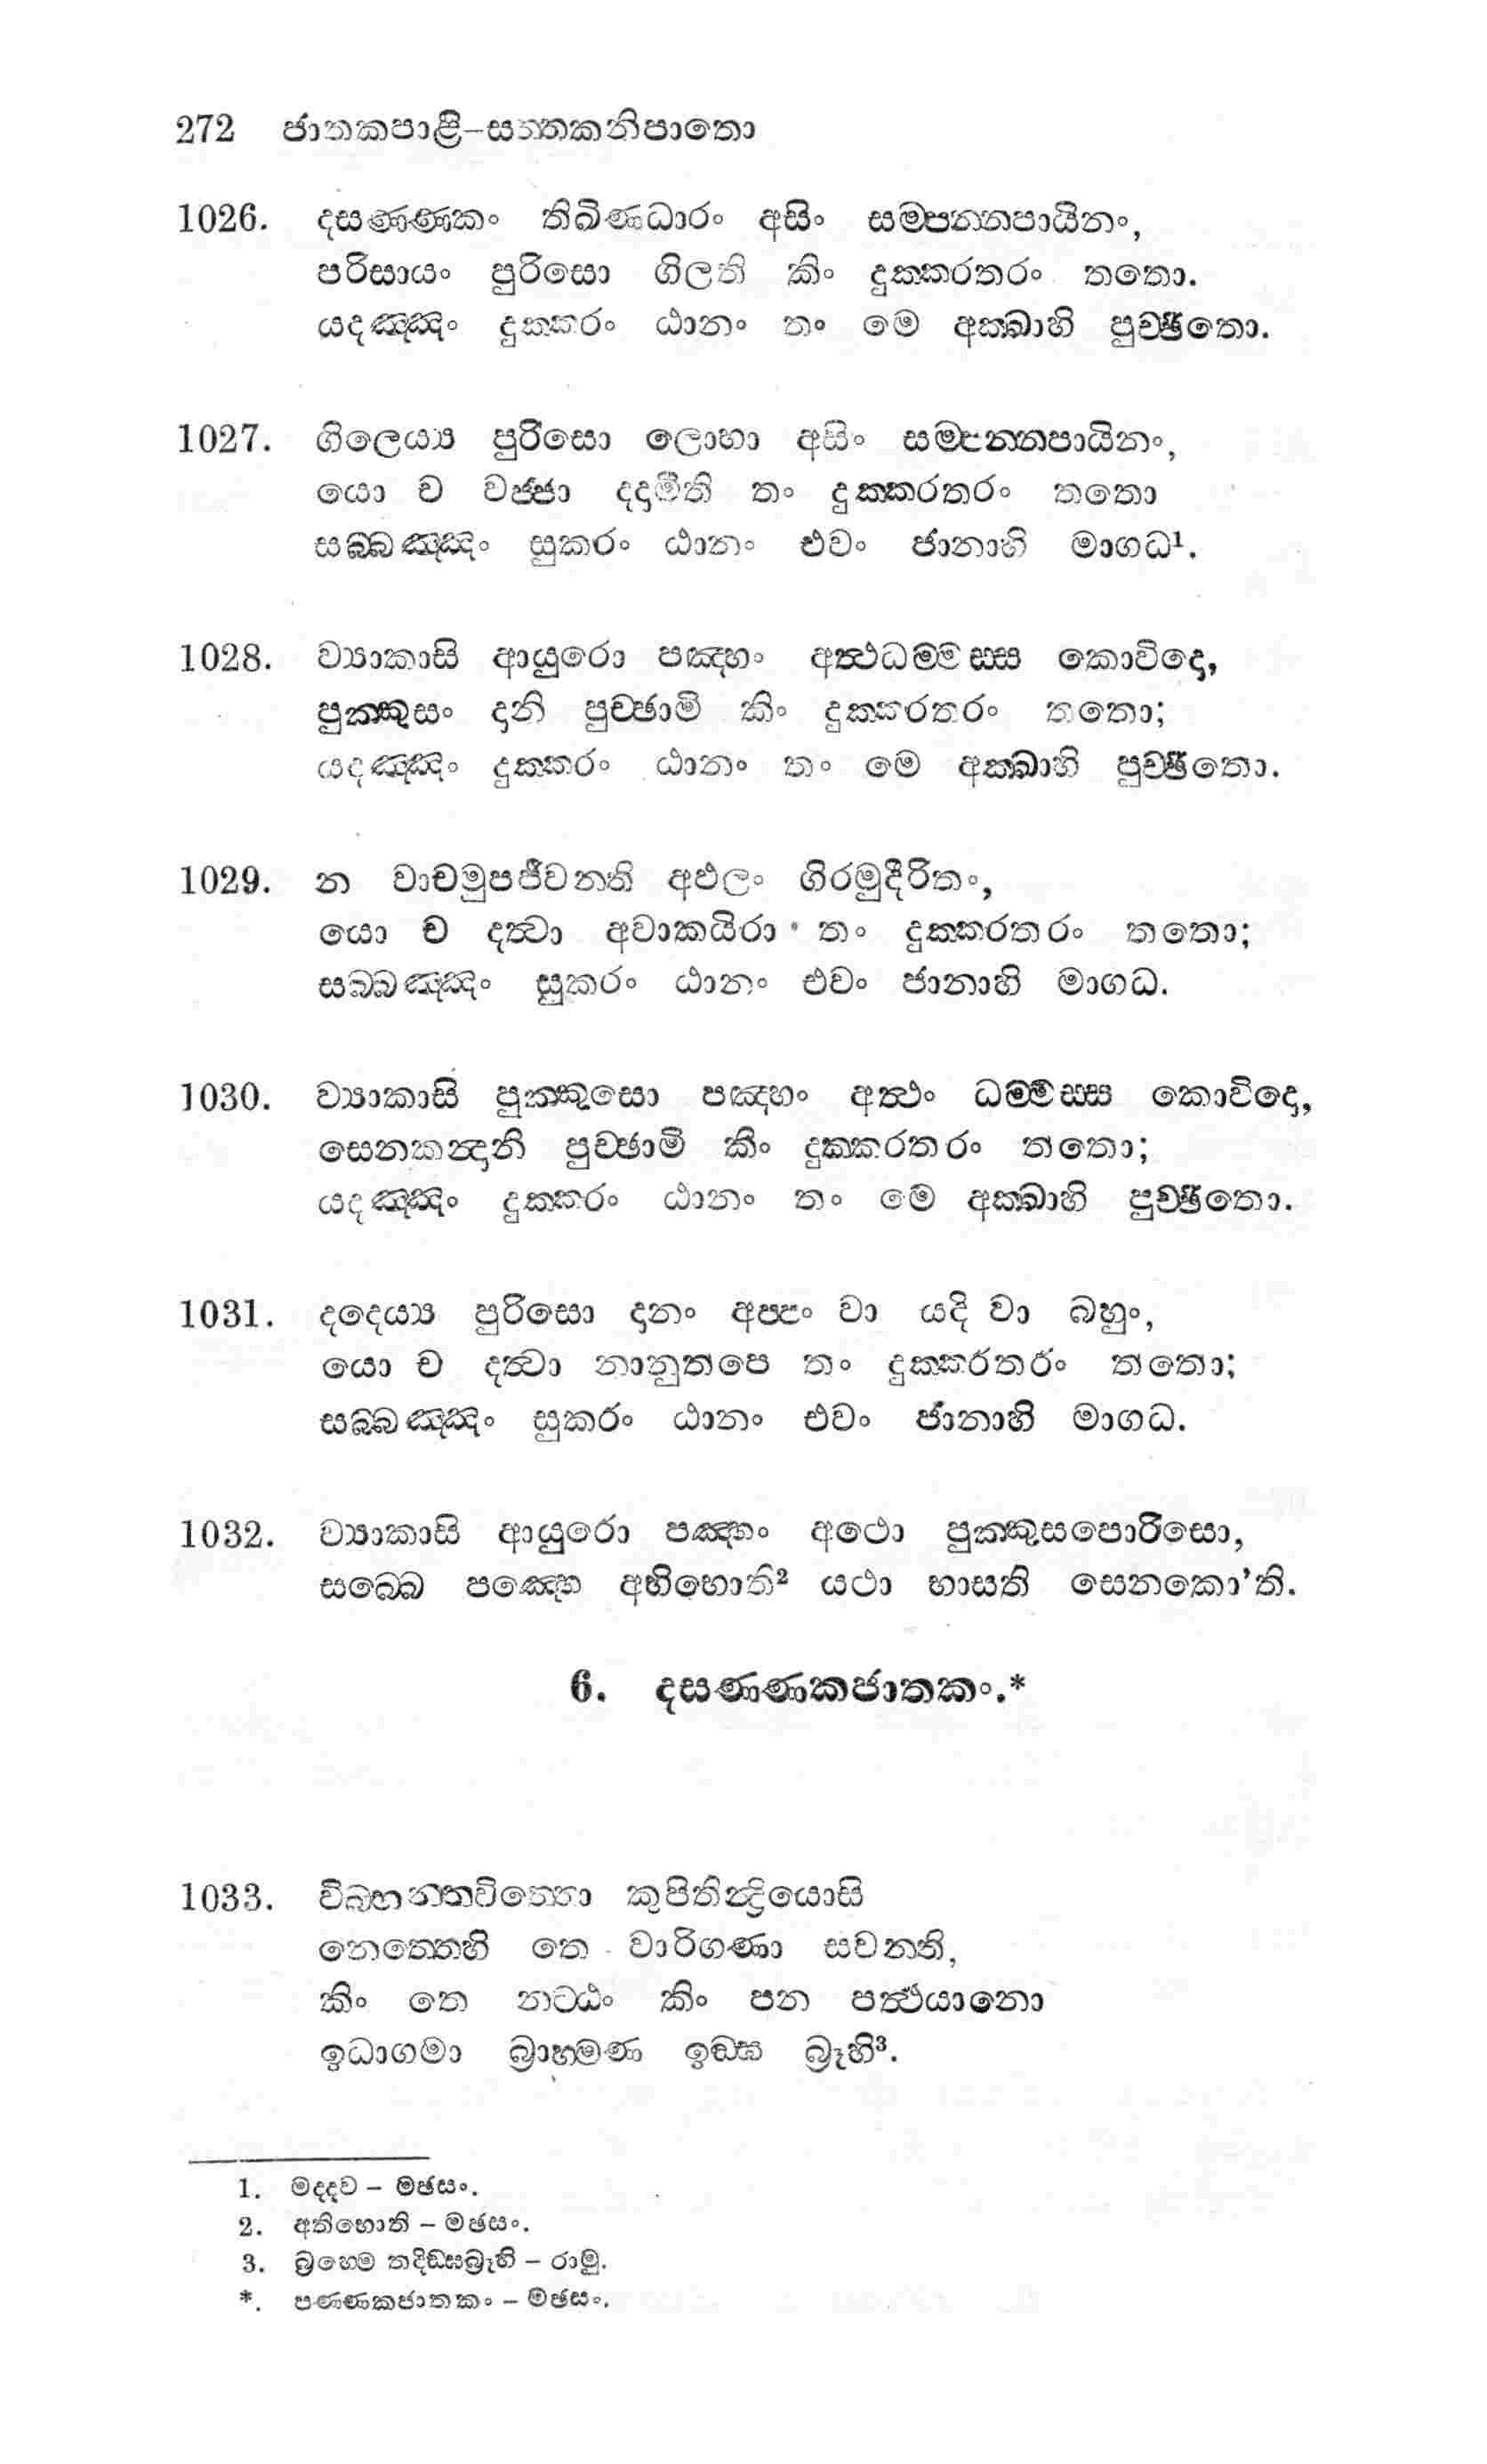 272 ජාතකපාළි-සත්තකනිපාතො
1026. දසණ්ණකං තිඛිණධාරං අසිං සම්පන්නපායිනං,
පරිසායං පුරිසො ගිලති කිං දුක්කරතරං තතො.
යදඤ්ඤං දුක්කරං ඨානං තං මෙ අක්ඛාහි පුච්ඡිතො.
1027. ගිලෙය්‍ය පුරිසො ලොභා අසිං සම්පන්නපායිනං,
යො ච වජ්ජා දදාමීති තං දුක්කරතරං තතො
සබ්බඤ්ඤං සුකරං ඨානං එවං ජානාහි මාගධ¹.
1028. ව්‍යාකාසි ආයුරො පඤ්හං අත්ථධම්මස්ස කොවිදො,
පුක්කුසං දානි පුච්ඡාමි කිං දුක්කරතරං තතො;
යදඤ්ඤං දුක්කරං ඨානං තං මෙ අක්ඛාහි පුච්ඡිතො.
1029. න වාචමුපජීවන්ති අඵලං ගිරමුදීරිතං,
යො ච දත්වා අවාකයිරා තං දුක්කරතරං තතො;
සබ්බඤ්ඤං සුකරං ඨානං එවං ජානාහි මාගධ.
1030. ව්‍යාකාසි පුක්කුසො පඤ්හං අත්ථං ධම්මස්ස කොවිදො,
සෙනකන්දානි පුච්ඡාමි කිං දුක්කරතරං තතො;
යදඤ්ඤං දුක්කරං ඨානං තං මෙ අක්ඛාහි පුච්ඡිතො.
1031. දදෙය්‍ය පුරිසො දානං අප්පං වා යදි වා බහුං,
යො ච දත්වා නානුතපෙ තං දුක්කරතරං තතො;
සබ්බඤ්ඤං සුකරං ඨානං එවං ජානාහි මාගධ.
1032. ව්‍යාකාසි ආයුරො පඤ්හං අථො පුක්කුසපොරිසො,
සබ්බෙ පඤ්හෙ අභිභොති² යථා භාසති සෙනකො’ති.
6. දසණ්ණකජාතකං.*
1033. විබ්භන්තචිත්තො කුපිතින්ද්‍රියොසි
නෙත්තෙහි තෙ වාරිගණා සවන්ති,
කිං තෙ නට්ඨං කිං පන පත්ථයානො
ඉධාගමා බ්‍රාහ්මණ ඉඞ්ඝ බ්‍රූහි³.
1. මද්දව - මඡසං.
2. අතිභොති - මඡසං.
3. බ්‍රහ්මෙ තදිඞ්ඝබ්‍රූහි - රාමු.
*. පණ්ණකජාතකං - මඡසං.